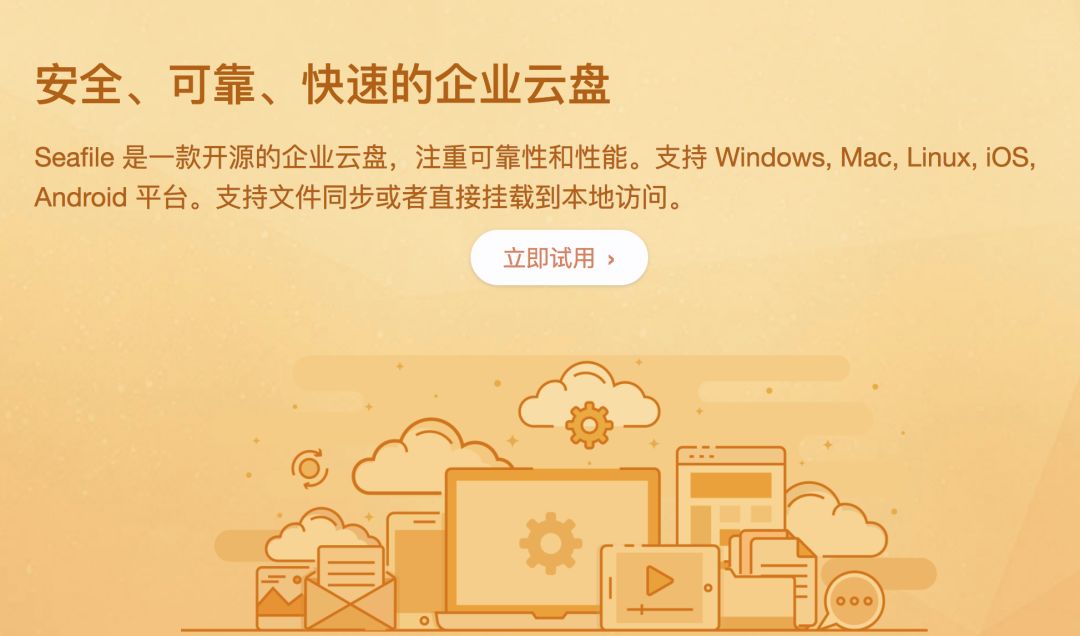 安全、可靠、快速的企业云盘
Seafile 是一款开源的企业云盘，注重可靠性和性能。支持 Windows, Mac, Linux, iOS,
Android 平台。支持文件同步或者直接挂载到本地访问。
立即试用 ›